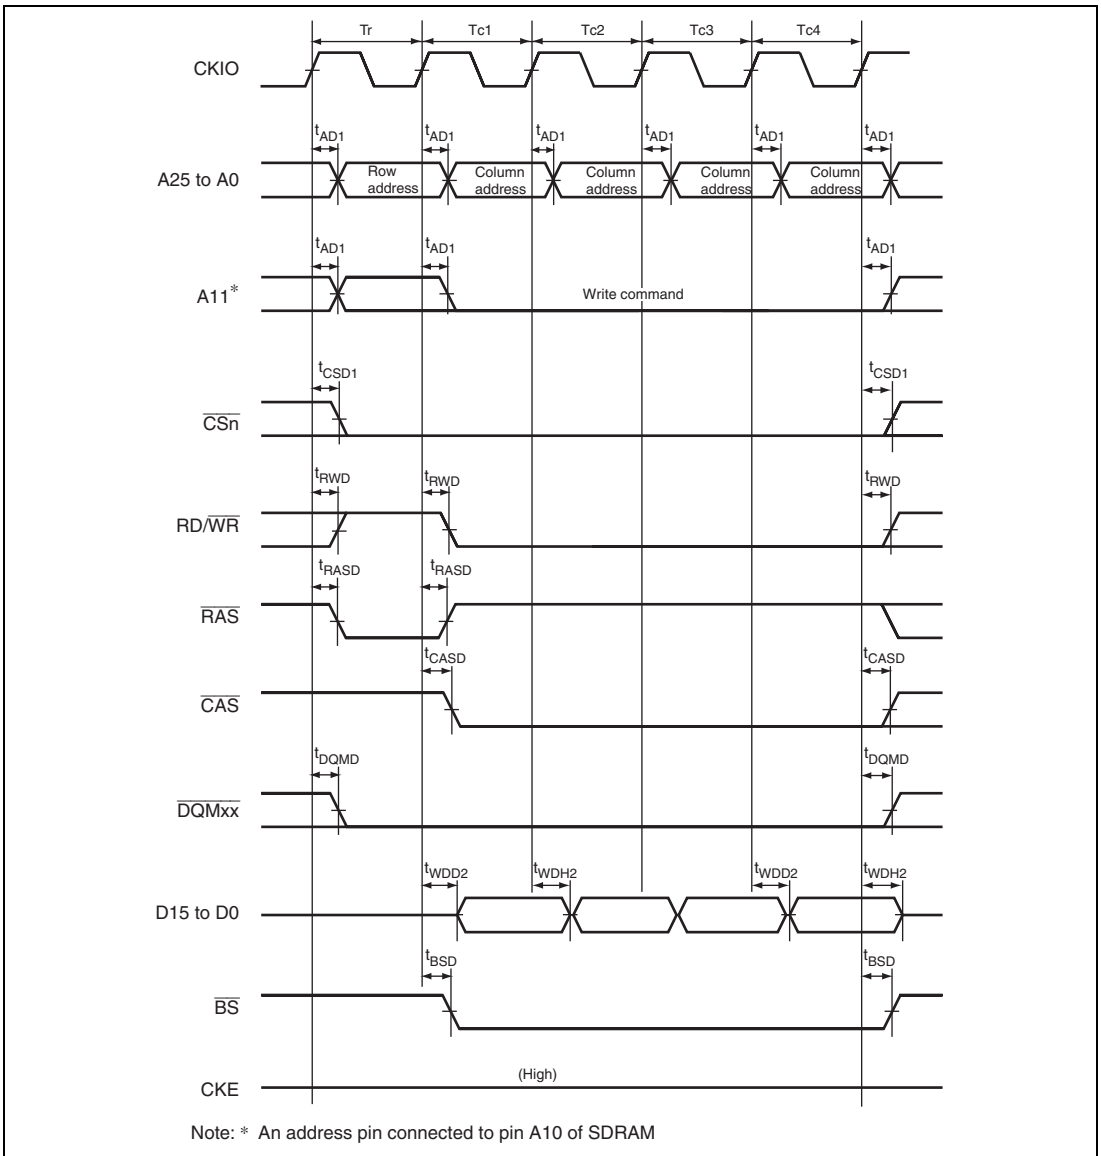 Tr Tc1 Tc2 Tc3 Tc4
CKIO
tAD1 tAD1 tAD1 tAD1 tAD1 tAD1
A25 to A0
Row address Column address Column address Column address Column address
tAD1 tAD1 tAD1
A11*
Write command
tCSD1 tCSD1
CSn
tRWD tRWD tRWD
RD/WR
tRASD tRASD
RAS
tCASD tCASD
CAS
tDQMD tDQMD
DQMxx
tWDD2 tWDH2 tWDD2 tWDH2
D15 to D0
tBSD tBSD
BS
(High)
CKE
Note: * An address pin connected to pin A10 of SDRAM